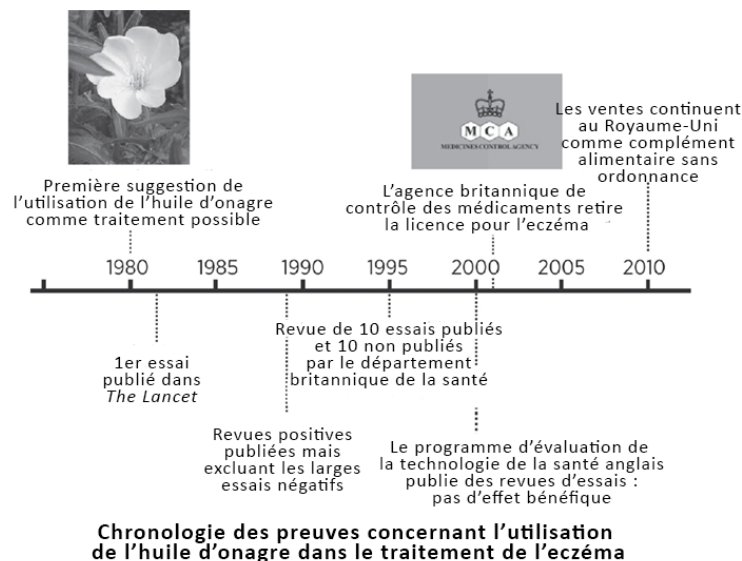 Première suggestion de
l'utilisation de l'huile d'onagre
comme traitement possible
M C A
MEDICINES CONTROL AGENCY
L'agence britannique de
contrôle des médicaments retire
la licence pour l'eczéma
Les ventes continuent
au Royaume-Uni
comme complément
alimentaire sans
ordonnance
1980 1985 1990 1995 2000 2005 2010
1er essai
publié dans
The Lancet
Revue de 10 essais publiés
et 10 non publiés
par le département
britannique de la santé
Revues positives
publiées mais
excluant les larges
essais négatifs
Le programme d'évaluation de
la technologie de la santé anglais
publie des revues d'essais :
pas d'effet bénéfique
Chronologie des preuves concernant l'utilisation
de l'huile d'onagre dans le traitement de l'eczéma